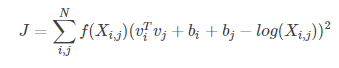 J = \sum_{i,j}^{N} f(X_{i,j})(v_i^T v_j + b_i + b_j - log(X_{i,j}))^2